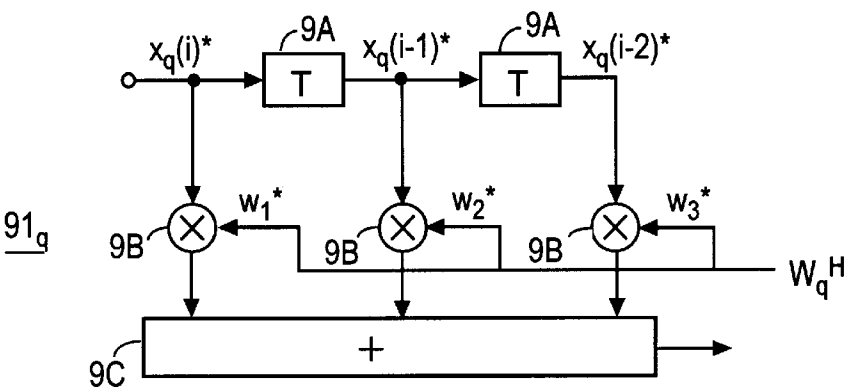 9A
9A
x_q(i)*
T
x_q(i-1)*
T
x_q(i-2)*
w_1*
w_2*
w_3*
91_q
9B
×
9B
×
9B
×
W_q^H
+
9C